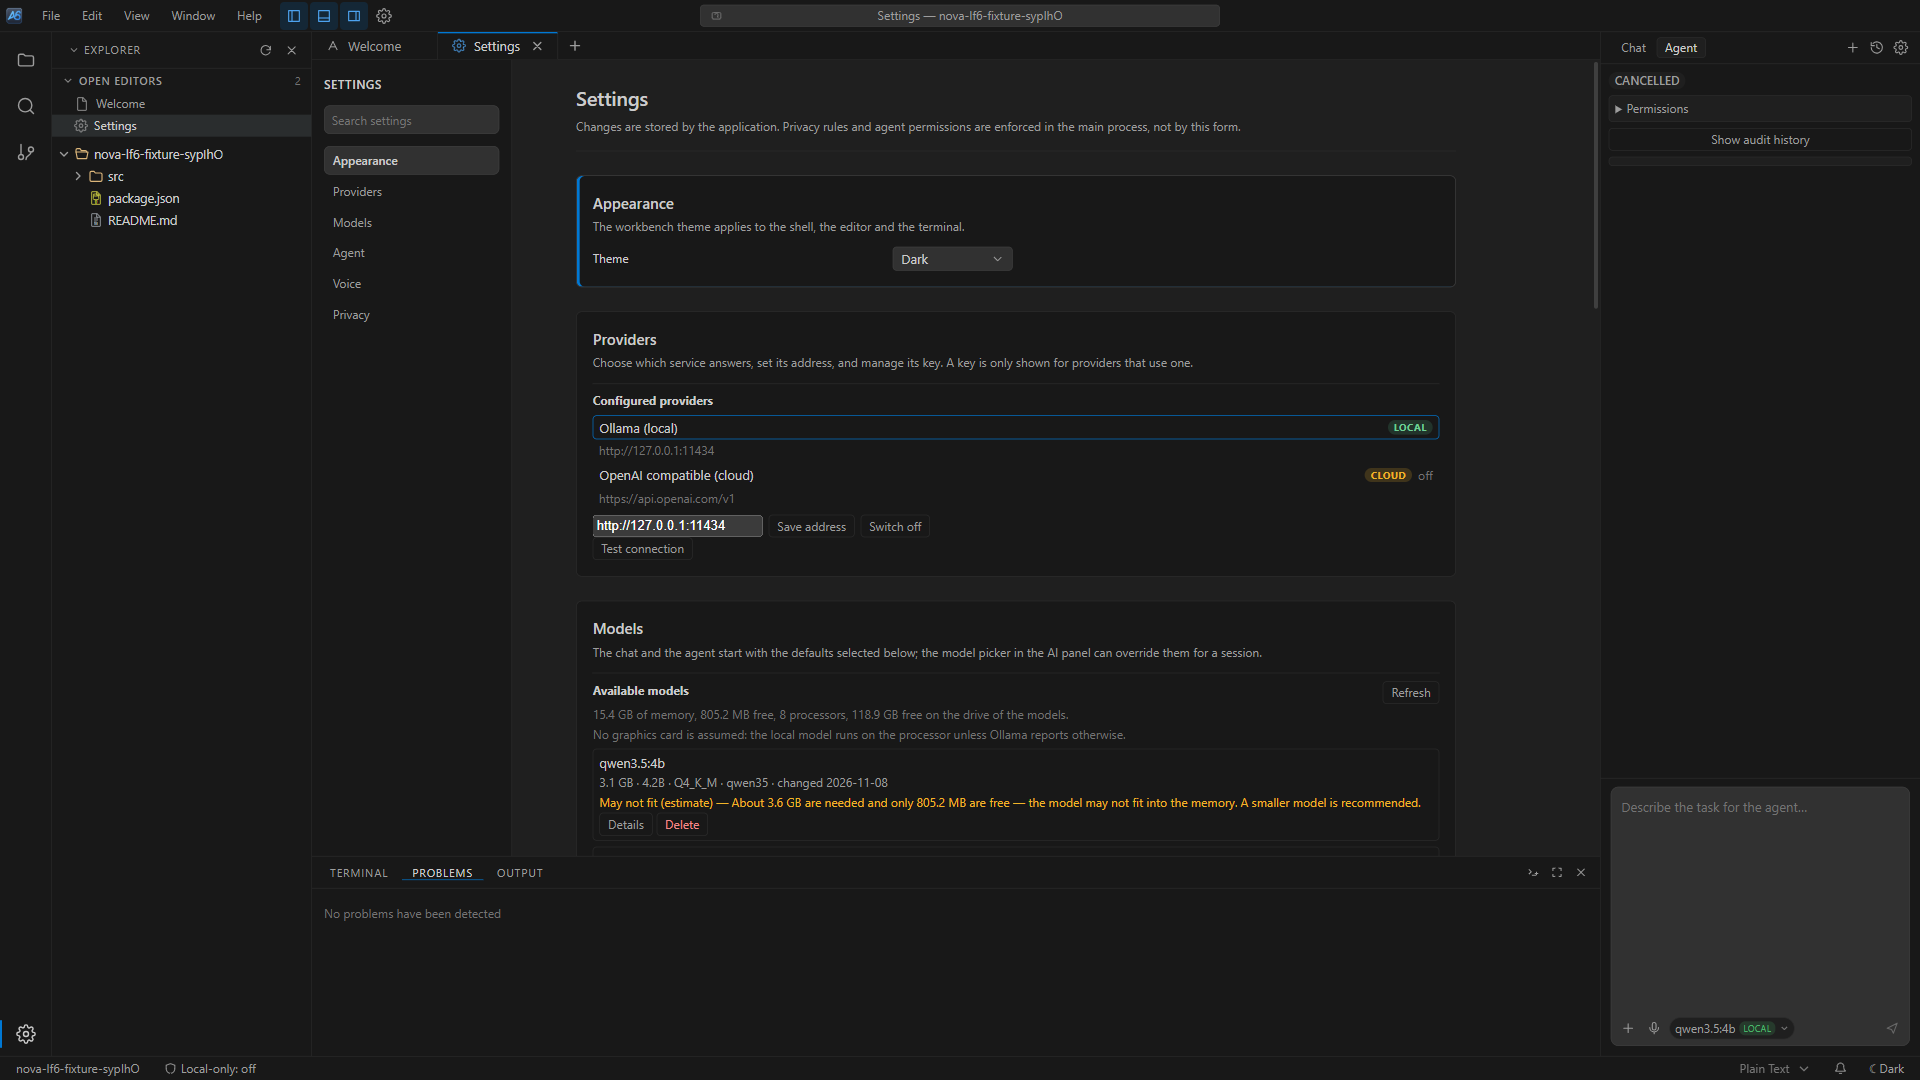 File Edit View Window Help
Settings — nova-lf6-fixture-sypIhO
EXPLORER
OPEN EDITORS 2
Welcome
Settings
nova-lf6-fixture-sypIhO
src
package.json
README.md
Welcome
Settings
SETTINGS
Search settings
Appearance
Providers
Models
Agent
Voice
Privacy
Settings
Changes are stored by the application. Privacy rules and agent permissions are enforced in the main process, not by this form.
Appearance
The workbench theme applies to the shell, the editor and the terminal.
Theme Dark
Providers
Choose which service answers, set its address, and manage its key. A key is only shown for providers that use one.
Configured providers
Ollama (local) LOCAL
http://127.0.0.1:11434
OpenAI compatible (cloud) CLOUD off
https://api.openai.com/v1
http://127.0.0.1:11434 Save address Switch off
Test connection
Models
The chat and the agent start with the defaults selected below; the model picker in the AI panel can override them for a session.
Available models Refresh
15.4 GB of memory, 805.2 MB free, 8 processors, 118.9 GB free on the drive of the models.
No graphics card is assumed: the local model runs on the processor unless Ollama reports otherwise.
qwen3.5:4b
3.1 GB · 4.2B · Q4_K_M · qwen35 · changed 2026-11-08
May not fit (estimate) — About 3.6 GB are needed and only 805.2 MB are free — the model may not fit into the memory. A smaller model is recommended.
Details Delete
TERMINAL PROBLEMS OUTPUT
No problems have been detected
Chat Agent
CANCELLED
Permissions
Show audit history
Describe the task for the agent...
qwen3.5:4b LOCAL
nova-lf6-fixture-sypIhO Local-only: off
Plain Text Dark